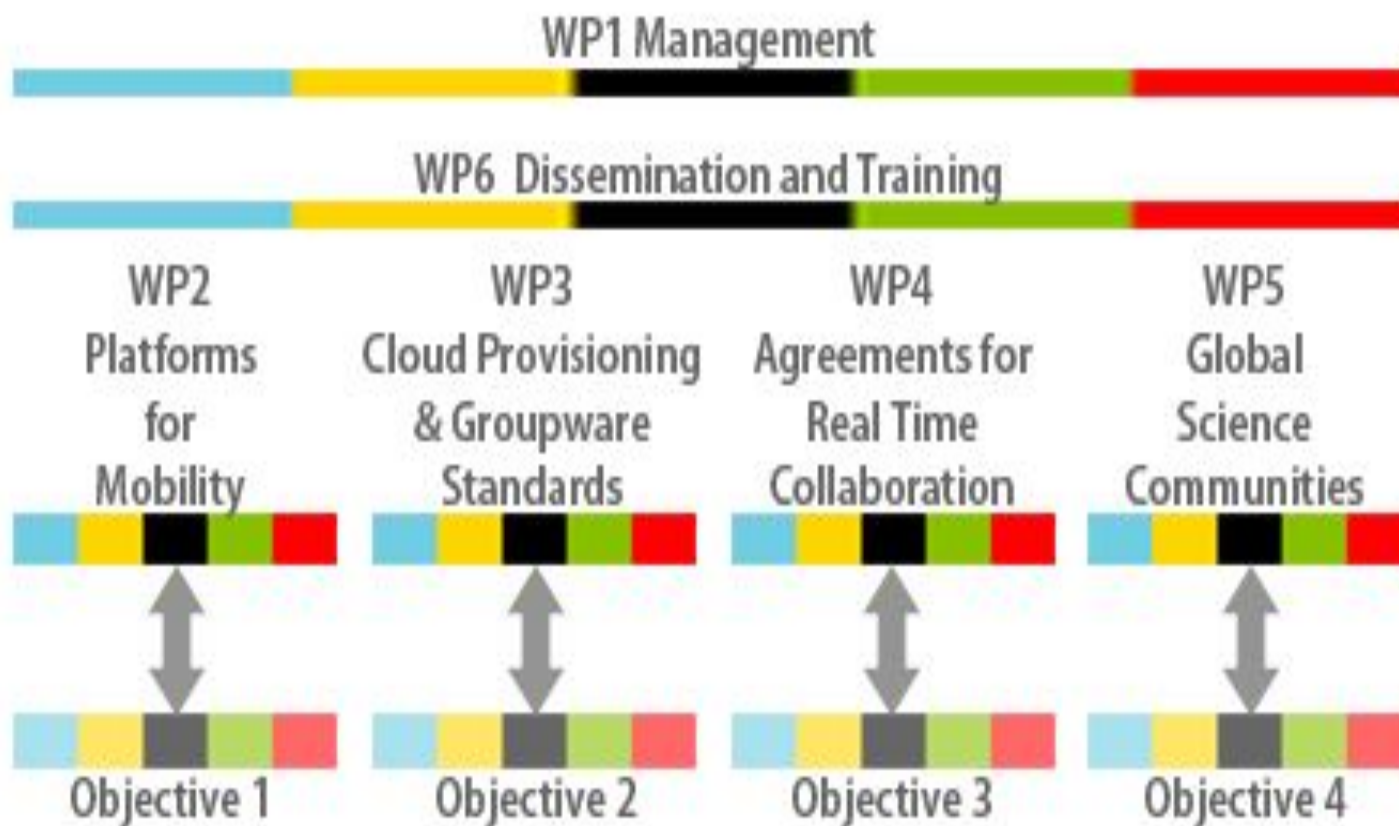 WP1 Management
WP6 Dissemination and Training
WP2
Platforms
for
Mobility
WP3
Cloud Provisioning
& Groupware
Standards
WP4
Agreements for
Real Time
Collaboration
WP5
Global
Science
Communities
Objective 1
Objective 2
Objective 3
Objective 4